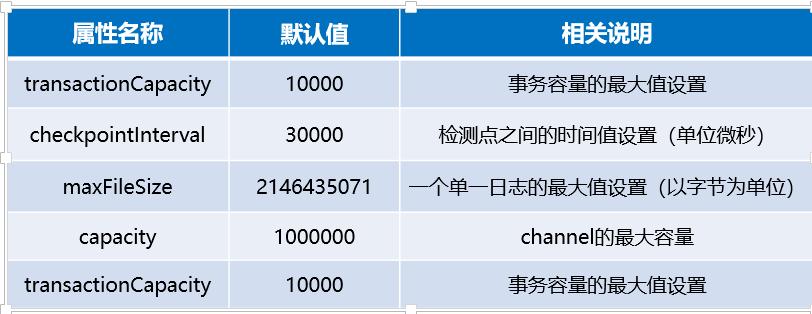 属性名称 默认值 相关说明
transactionCapacity 10000 事务容量的最大值设置
checkpointInterval 30000 检测点之间的时间值设置（单位微秒）
maxFileSize 2146435071 一个单一日志的最大值设置（以字节为单位）
capacity 1000000 channel的最大容量
transactionCapacity 10000 事务容量的最大值设置